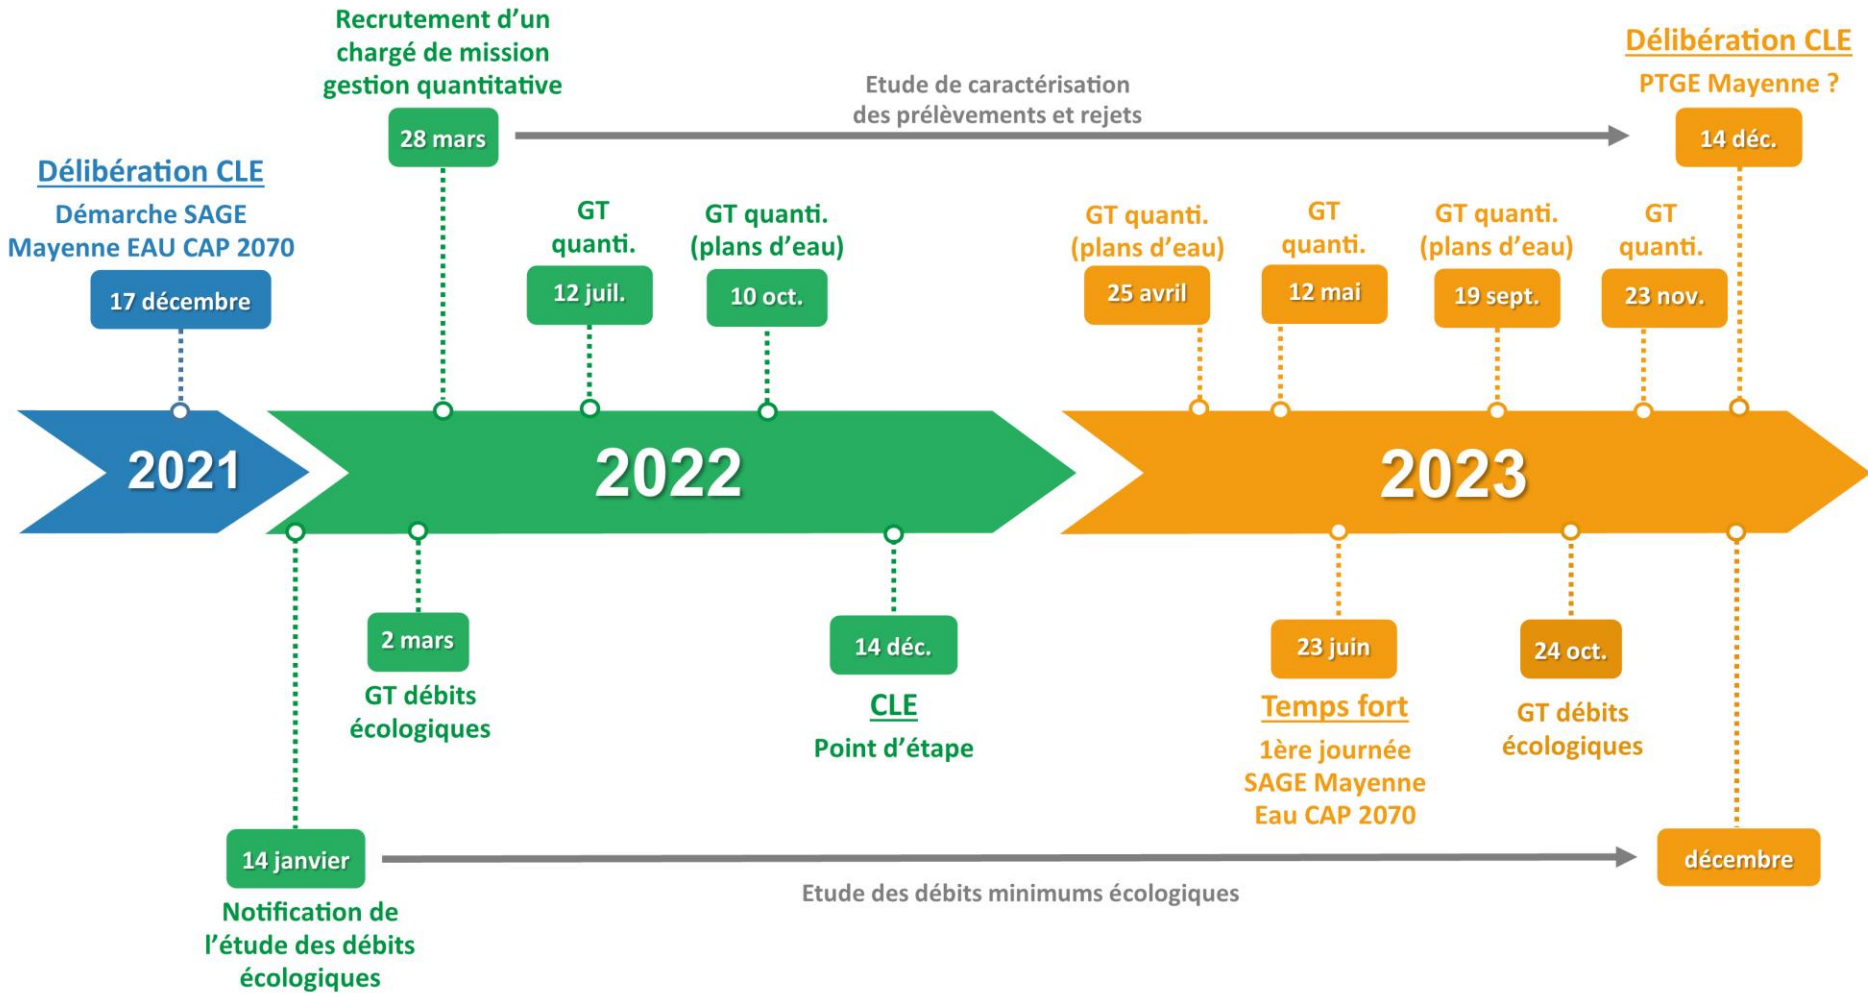 Délibération CLE
Démarche SAGE
Mayenne EAU CAP 2070
17 décembre
Recrutement d’un
chargé de mission
gestion quantitative
28 mars
Etude de caractérisation
des prélèvements et rejets
Délibération CLE
PTGE Mayenne ?
14 déc.
GT
quanti.
12 juil.
GT quanti.
(plans d’eau)
10 oct.
GT quanti.
(plans d’eau)
25 avril
GT
quanti.
12 mai
GT quanti.
(plans d’eau)
19 sept.
GT
quanti.
23 nov.
2021
2022
2023
2 mars
GT débits
écologiques
14 déc.
CLE
Point d’étape
23 juin
Temps fort
1ère journée
SAGE Mayenne
Eau CAP 2070
24 oct.
GT débits
écologiques
14 janvier
Notification de
l’étude des débits
écologiques
Etude des débits minimums écologiques
décembre